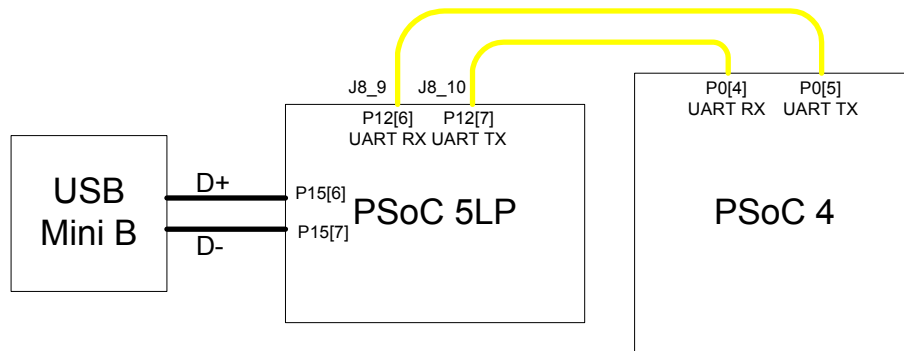 J8_9 J8_10
P12[6] P12[7]
UART RX UART TX
P0[4] P0[5]
UART RX UART TX
USB
Mini B
D+
D-
P15[6]
P15[7]
PSoC 5LP
PSoC 4